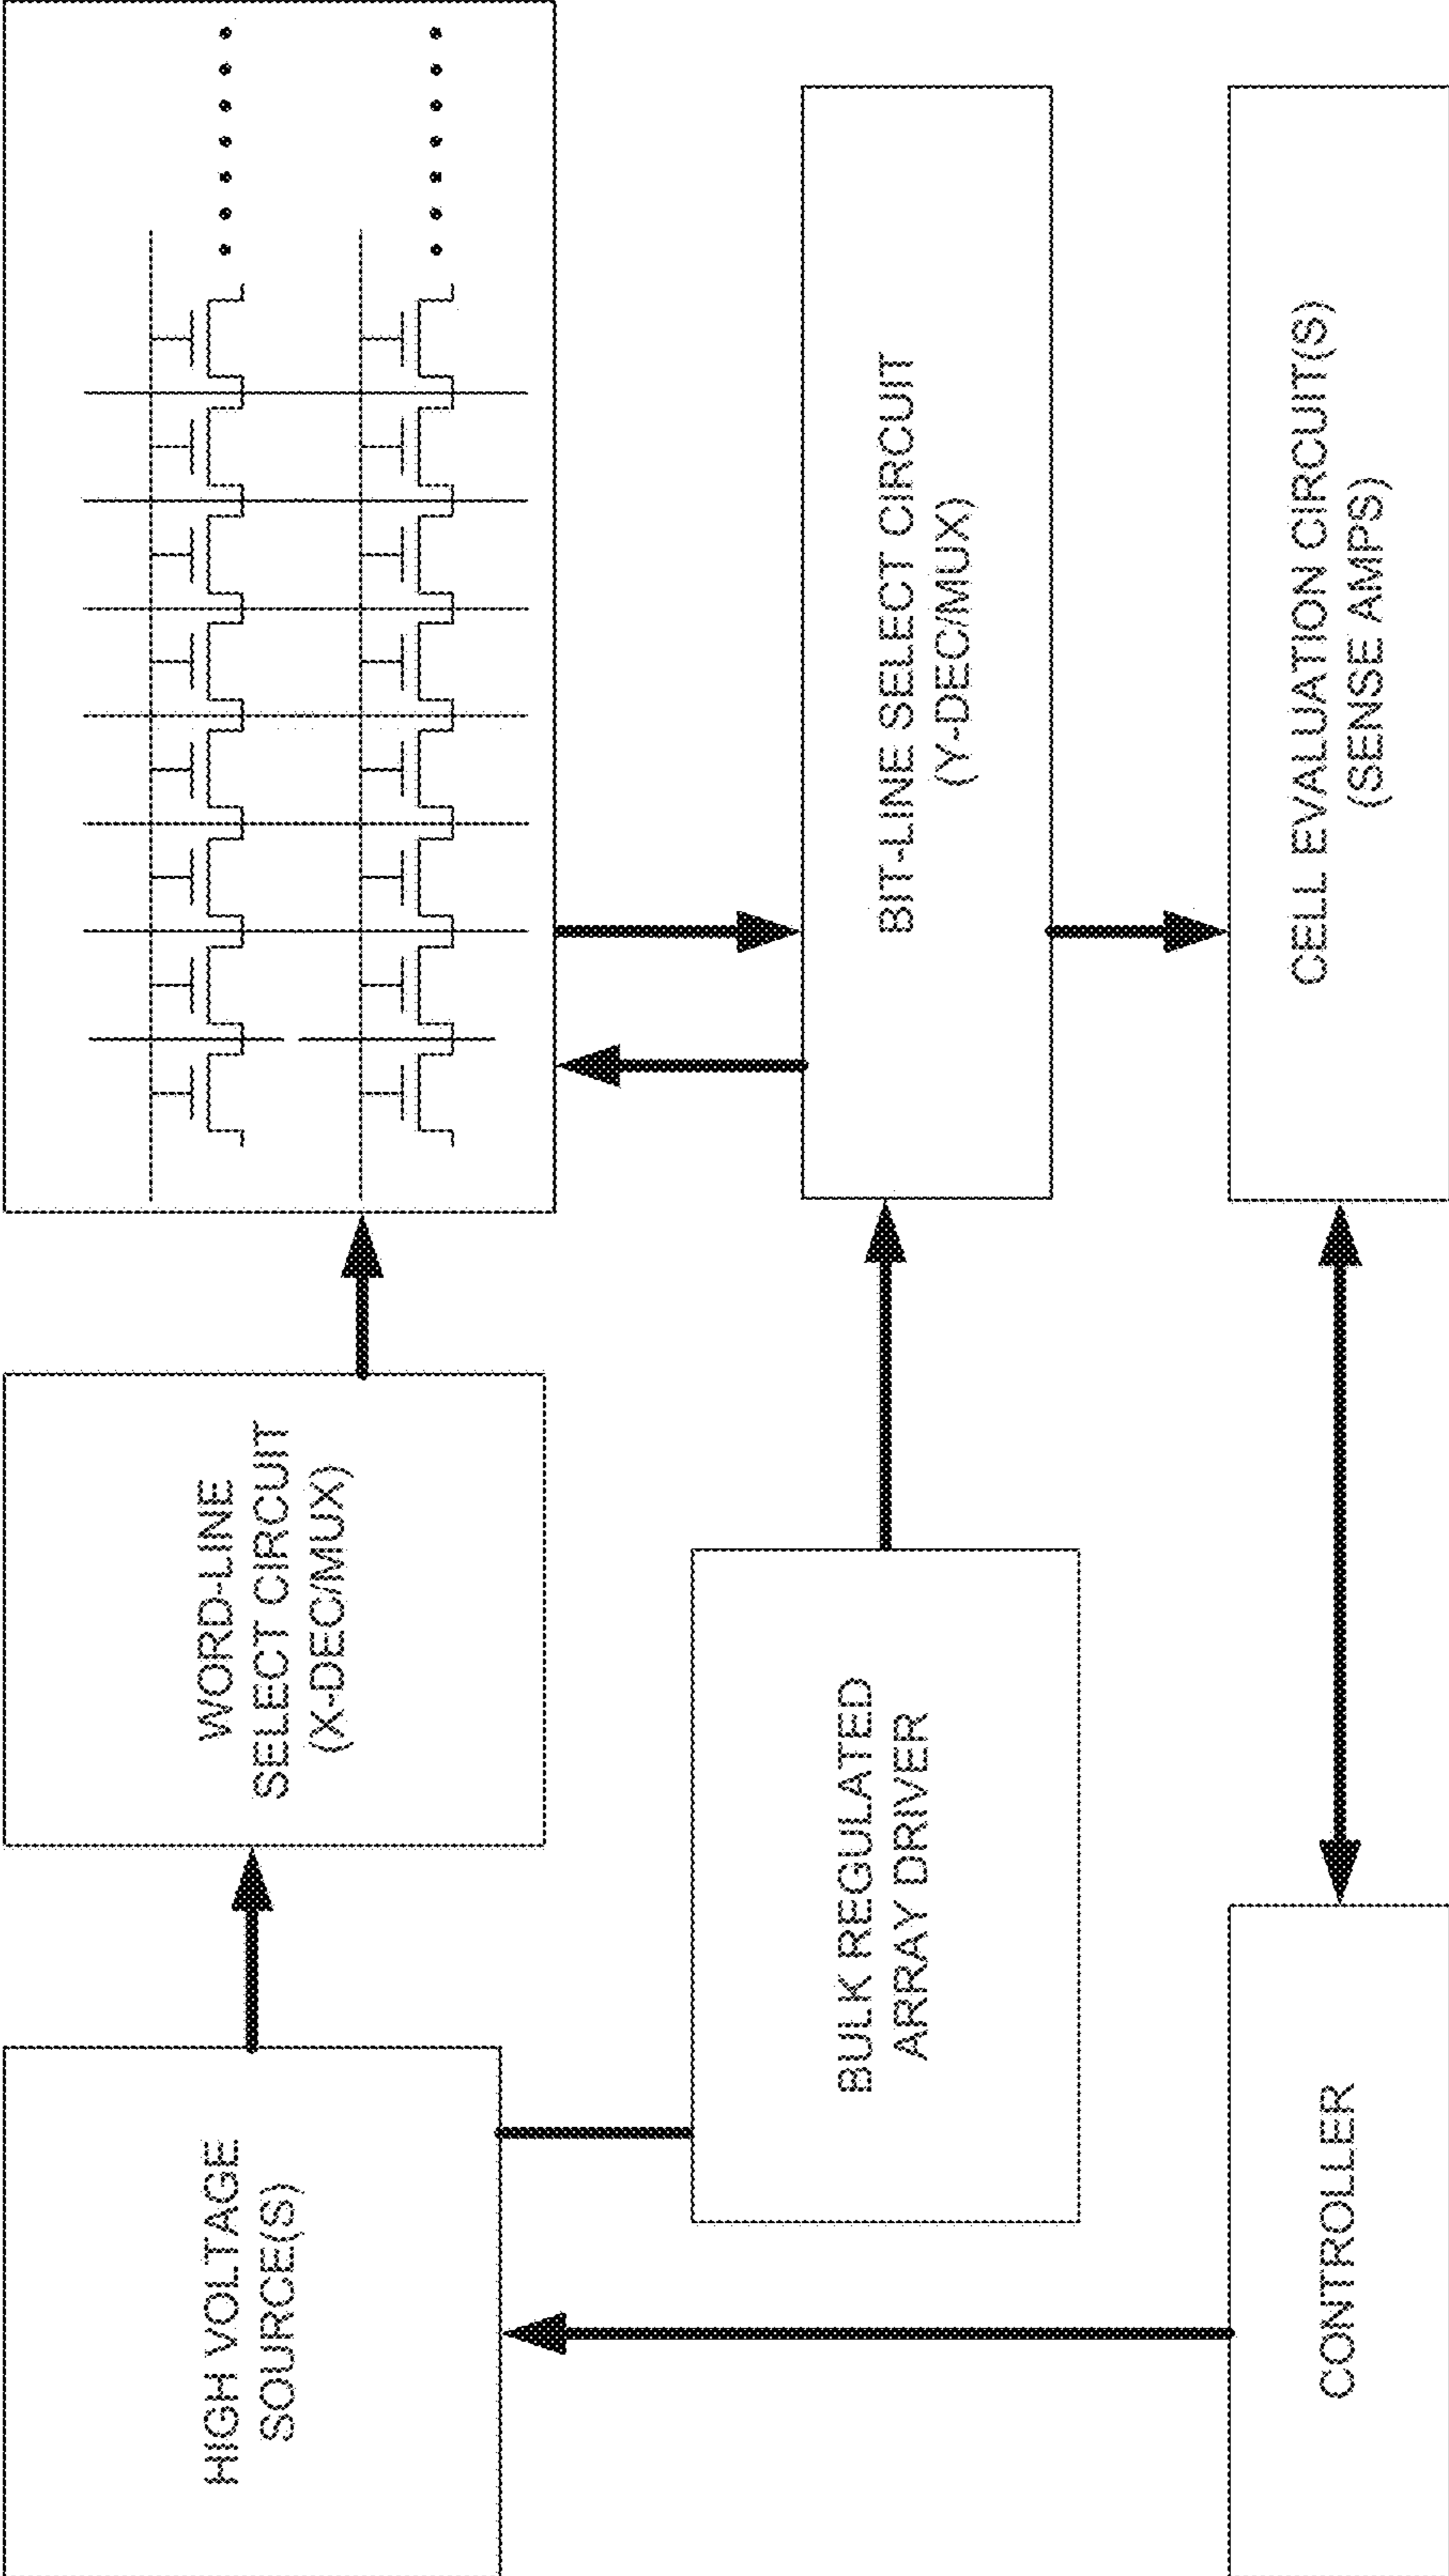 HIGH VOLTAGE
SOURCE(S)
WORD-LINE
SELECT CIRCUIT
(X-DEC/MUX)
BULK REGULATED
ARRAY DRIVER
BIT-LINE SELECT CIRCUIT
(Y-DEC/MUX)
CONTROLLER
CELL EVALUATION CIRCUIT(S)
(SENSE AMPS)